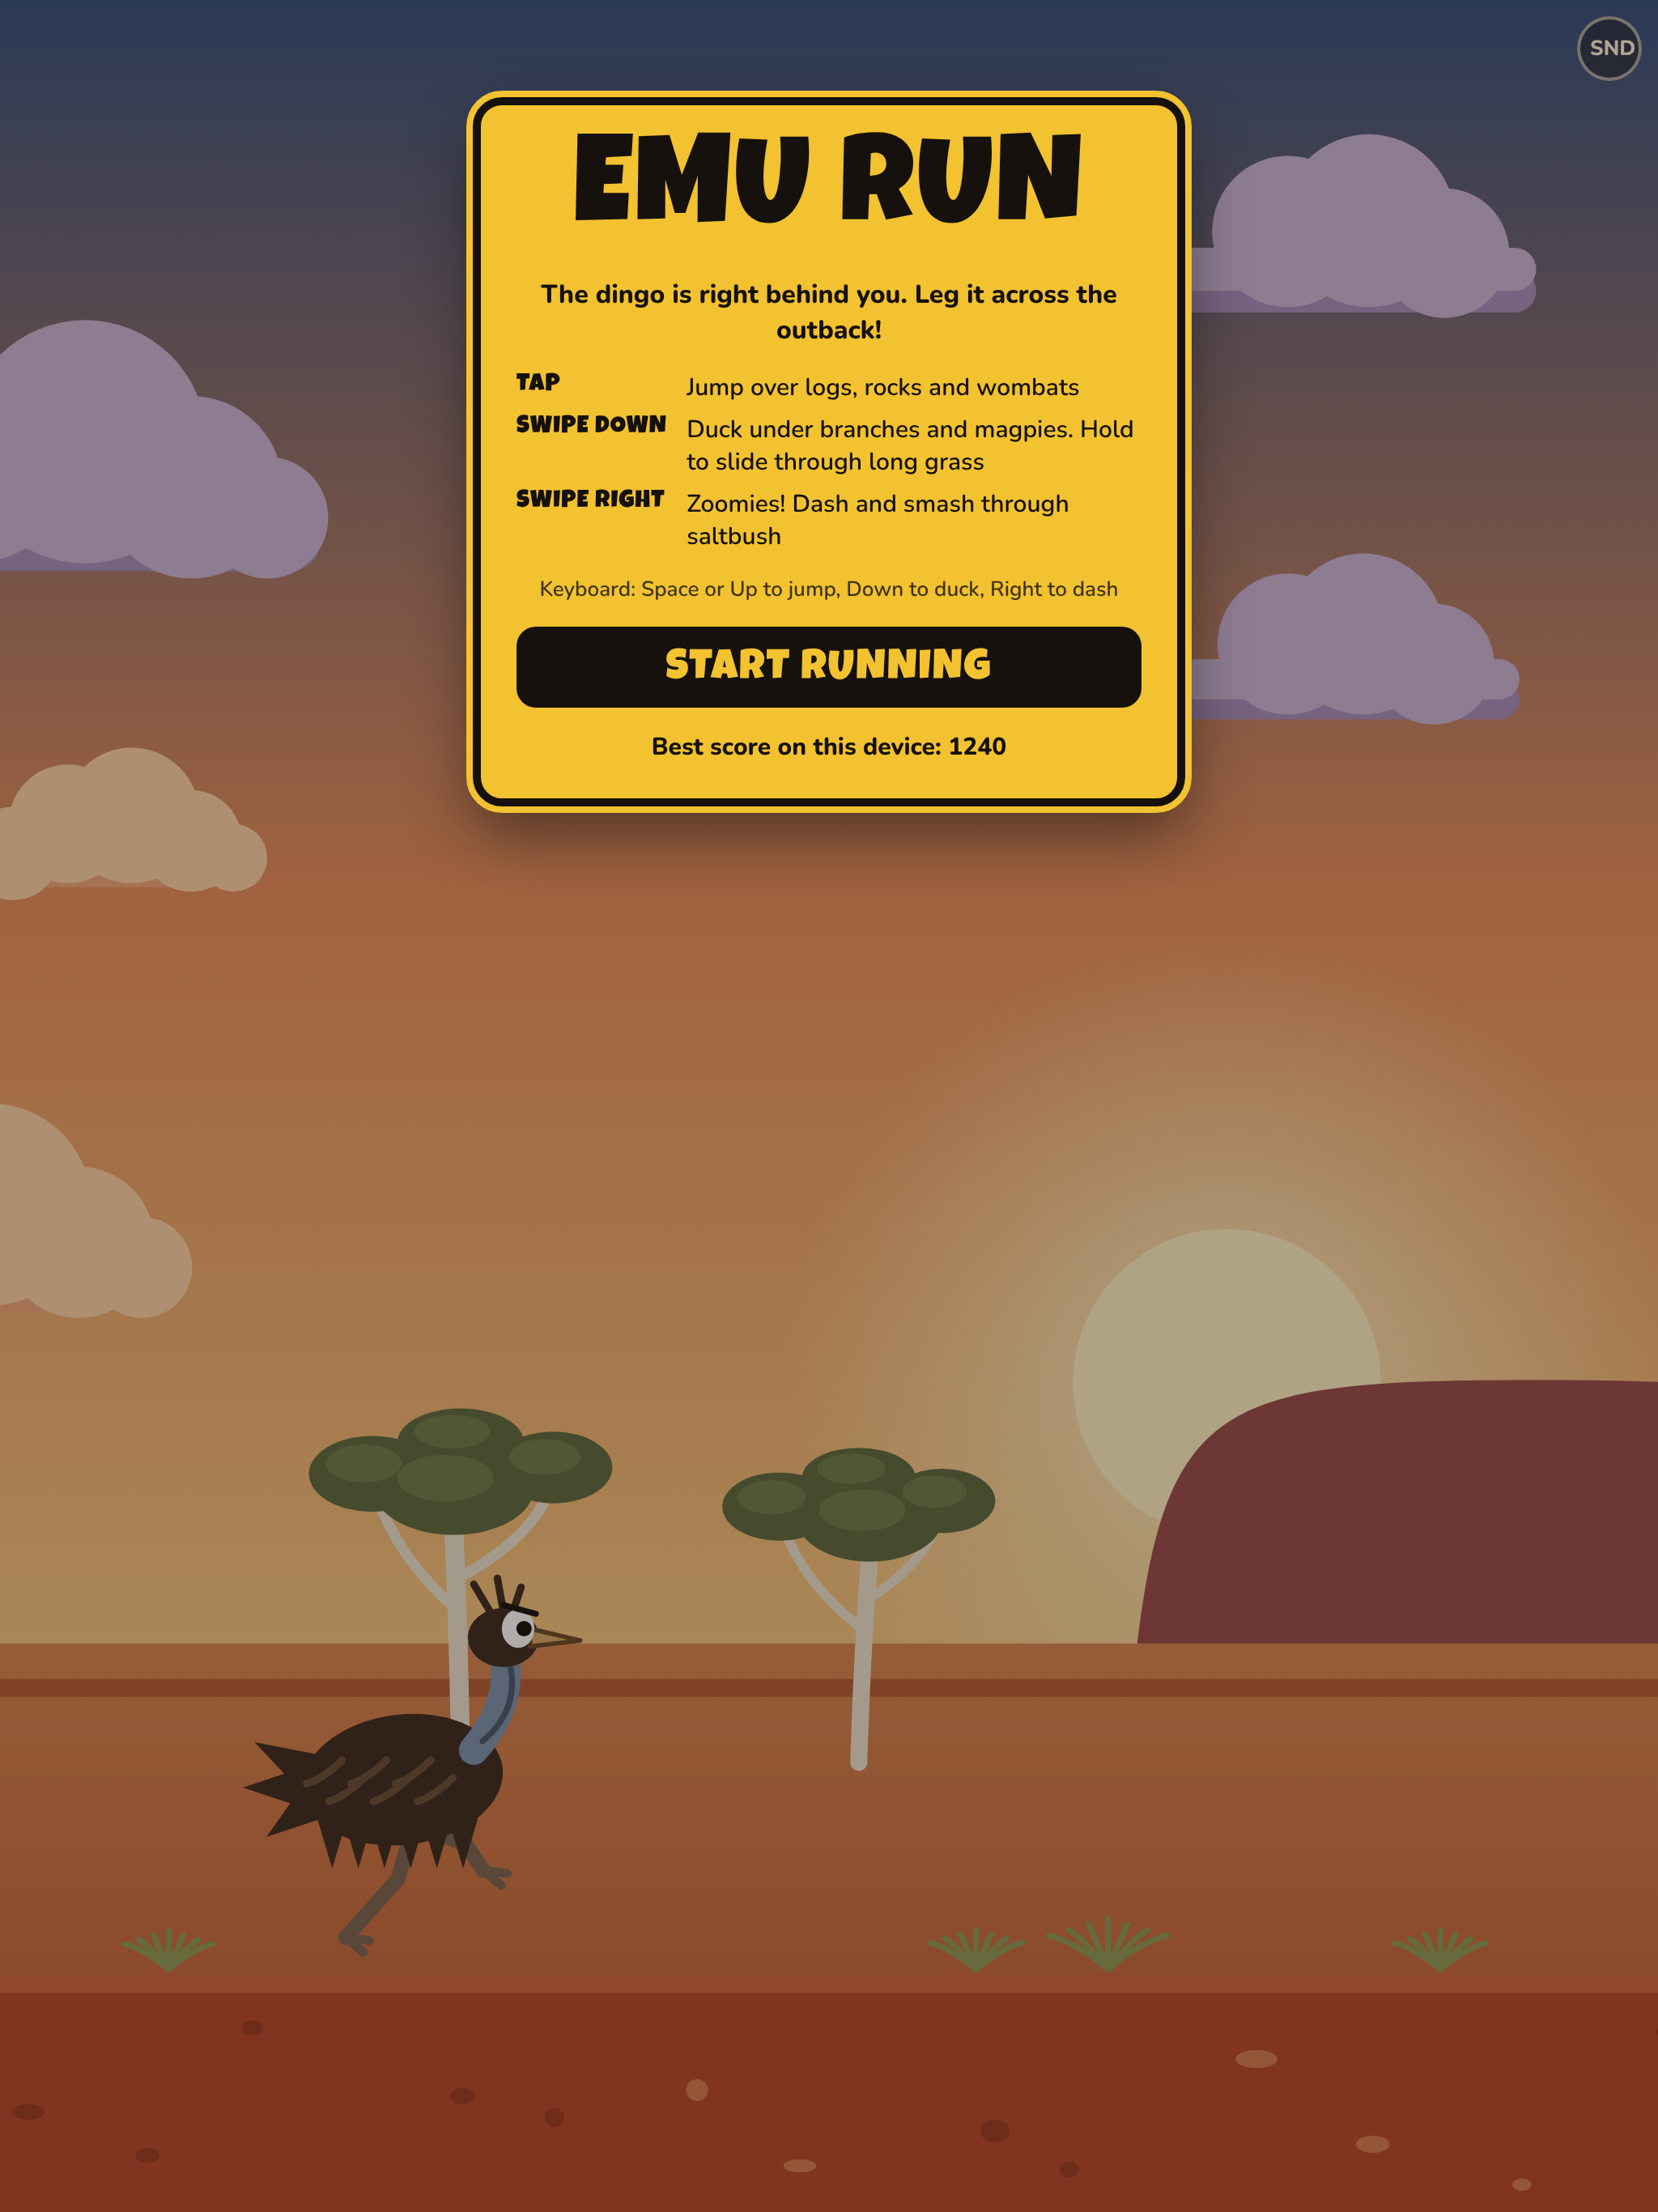 SND
EMU RUN
The dingo is right behind you. Leg it across the
outback!
TAP Jump over logs, rocks and wombats
SWIPE DOWN Duck under branches and magpies. Hold
to slide through long grass
SWIPE RIGHT Zoomies! Dash and smash through
saltbush
Keyboard: Space or Up to jump, Down to duck, Right to dash
START RUNNING
Best score on this device: 1240